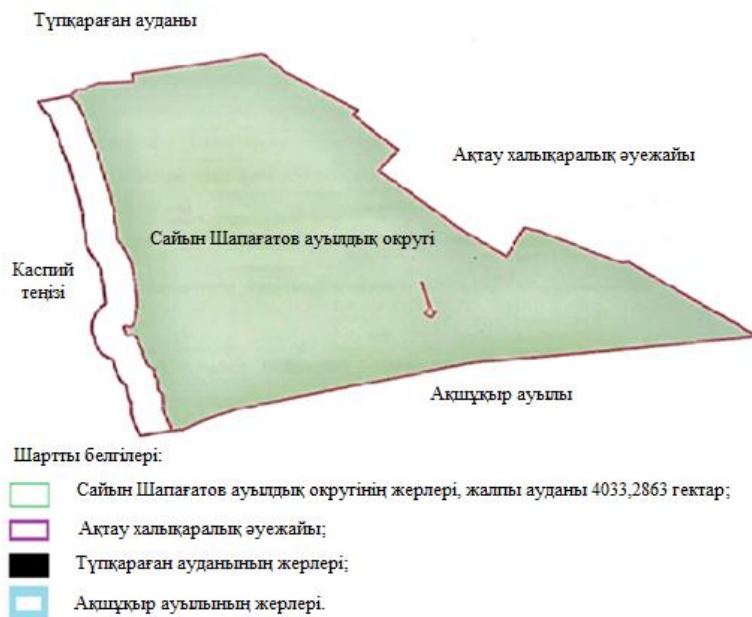 Түпқараған ауданы
Ақтау халықаралық әуежайы
Сайын Шапағатов ауылдық округі
Каспий
теңізі
Ақшұқыр ауылы
Шартты белгілері:
Сайын Шапағатов ауылдық округінің жерлері, жалпы ауданы 4033,2863 гектар;
Ақтау халықаралық әуежайы;
Түпқараған ауданының жерлері;
Ақшұқыр ауылының жерлері.